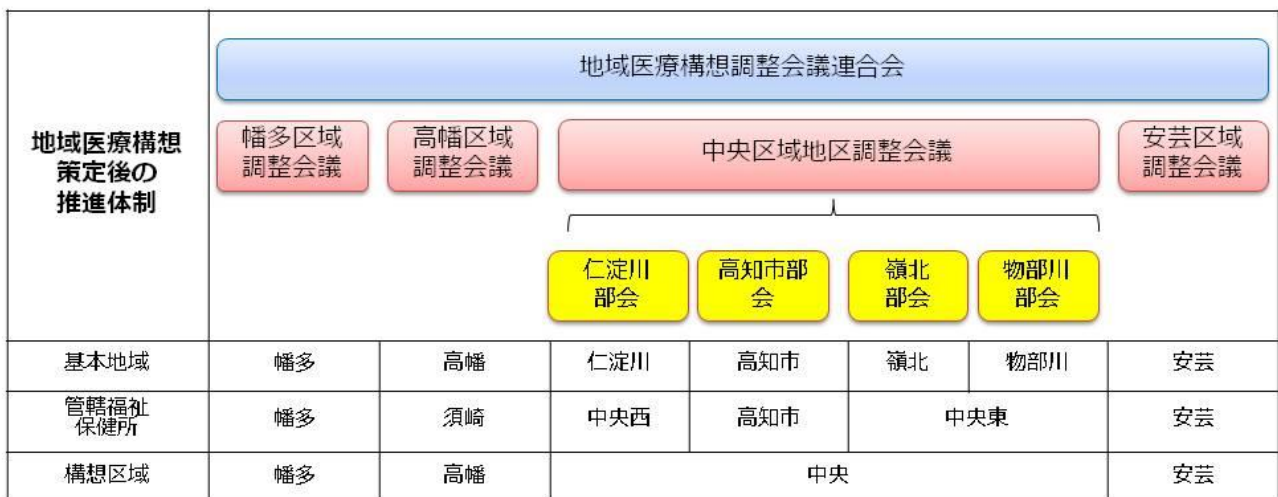 地域医療構想調整会議連合会
地域医療構想
策定後の
推進体制
幡多区域
調整会議
高幡区域
調整会議
中央区域地区調整会議
安芸区域
調整会議
仁淀川
部会
高知市部
会
嶺北
部会
物部川
部会
基本地域
幡多
高幡
仁淀川
高知市
嶺北
物部川
安芸
管轄福祉
保健所
幡多
須崎
中央西
高知市
中央東
安芸
構想区域
幡多
高幡
中央
安芸